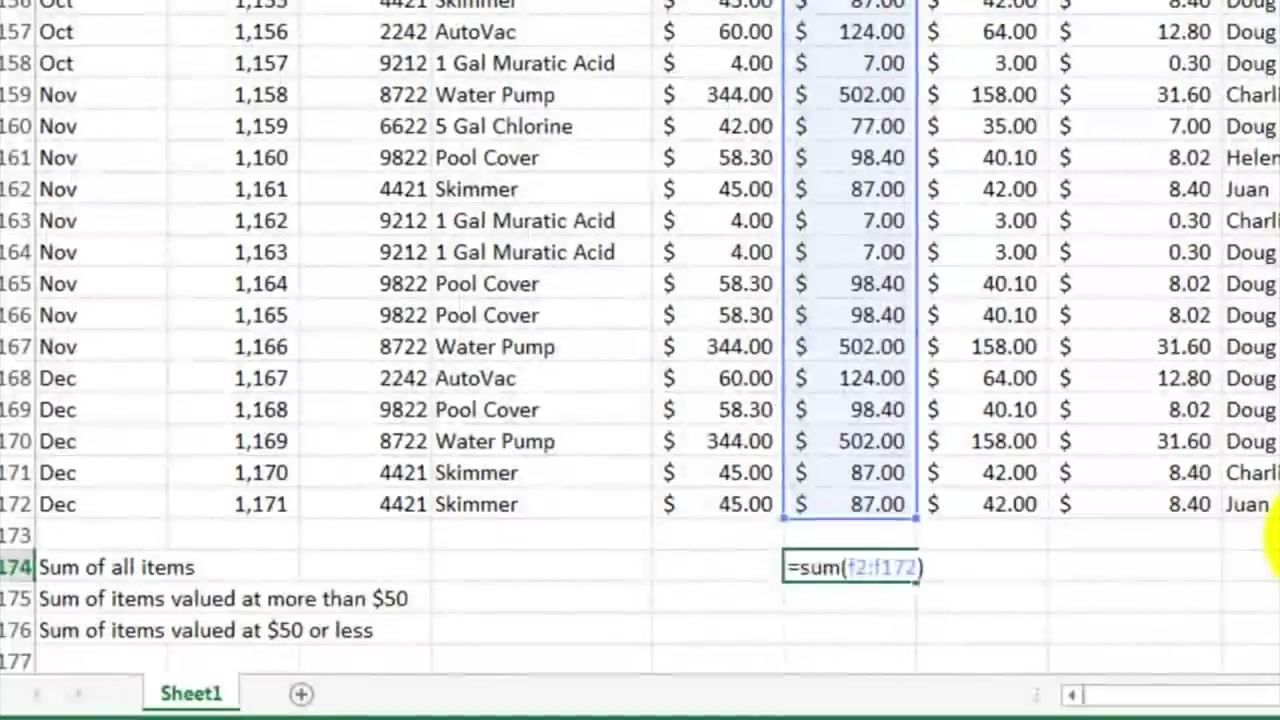 156 Oct 1,155 4421 Skimmer $ 45.00 $ 87.00 $ 42.00 $ 8.40 Doug
157 Oct 1,156 2242 AutoVac $ 60.00 $ 124.00 $ 64.00 $ 12.80 Doug
158 Oct 1,157 9212 1 Gal Muratic Acid $ 4.00 $ 7.00 $ 3.00 $ 0.30 Doug
159 Nov 1,158 8722 Water Pump $ 344.00 $ 502.00 $ 158.00 $ 31.60 Charli
160 Nov 1,159 6622 5 Gal Chlorine $ 42.00 $ 77.00 $ 35.00 $ 7.00 Doug
161 Nov 1,160 9822 Pool Cover $ 58.30 $ 98.40 $ 40.10 $ 8.02 Helen
162 Nov 1,161 4421 Skimmer $ 45.00 $ 87.00 $ 42.00 $ 8.40 Juan
163 Nov 1,162 9212 1 Gal Muratic Acid $ 4.00 $ 7.00 $ 3.00 $ 0.30 Charli
164 Nov 1,163 9212 1 Gal Muratic Acid $ 4.00 $ 7.00 $ 3.00 $ 0.30 Doug
165 Nov 1,164 9822 Pool Cover $ 58.30 $ 98.40 $ 40.10 $ 8.02 Doug
166 Nov 1,165 9822 Pool Cover $ 58.30 $ 98.40 $ 40.10 $ 8.02 Doug
167 Nov 1,166 8722 Water Pump $ 344.00 $ 502.00 $ 158.00 $ 31.60 Doug
168 Dec 1,167 2242 AutoVac $ 60.00 $ 124.00 $ 64.00 $ 12.80 Doug
169 Dec 1,168 9822 Pool Cover $ 58.30 $ 98.40 $ 40.10 $ 8.02 Doug
170 Dec 1,169 8722 Water Pump $ 344.00 $ 502.00 $ 158.00 $ 31.60 Doug
171 Dec 1,170 4421 Skimmer $ 45.00 $ 87.00 $ 42.00 $ 8.40 Charli
172 Dec 1,171 4421 Skimmer $ 45.00 $ 87.00 $ 42.00 $ 8.40 Juan
173
174 Sum of all items =sum(f2:f172)
175 Sum of items valued at more than $50
176 Sum of items valued at $50 or less
177
Sheet1